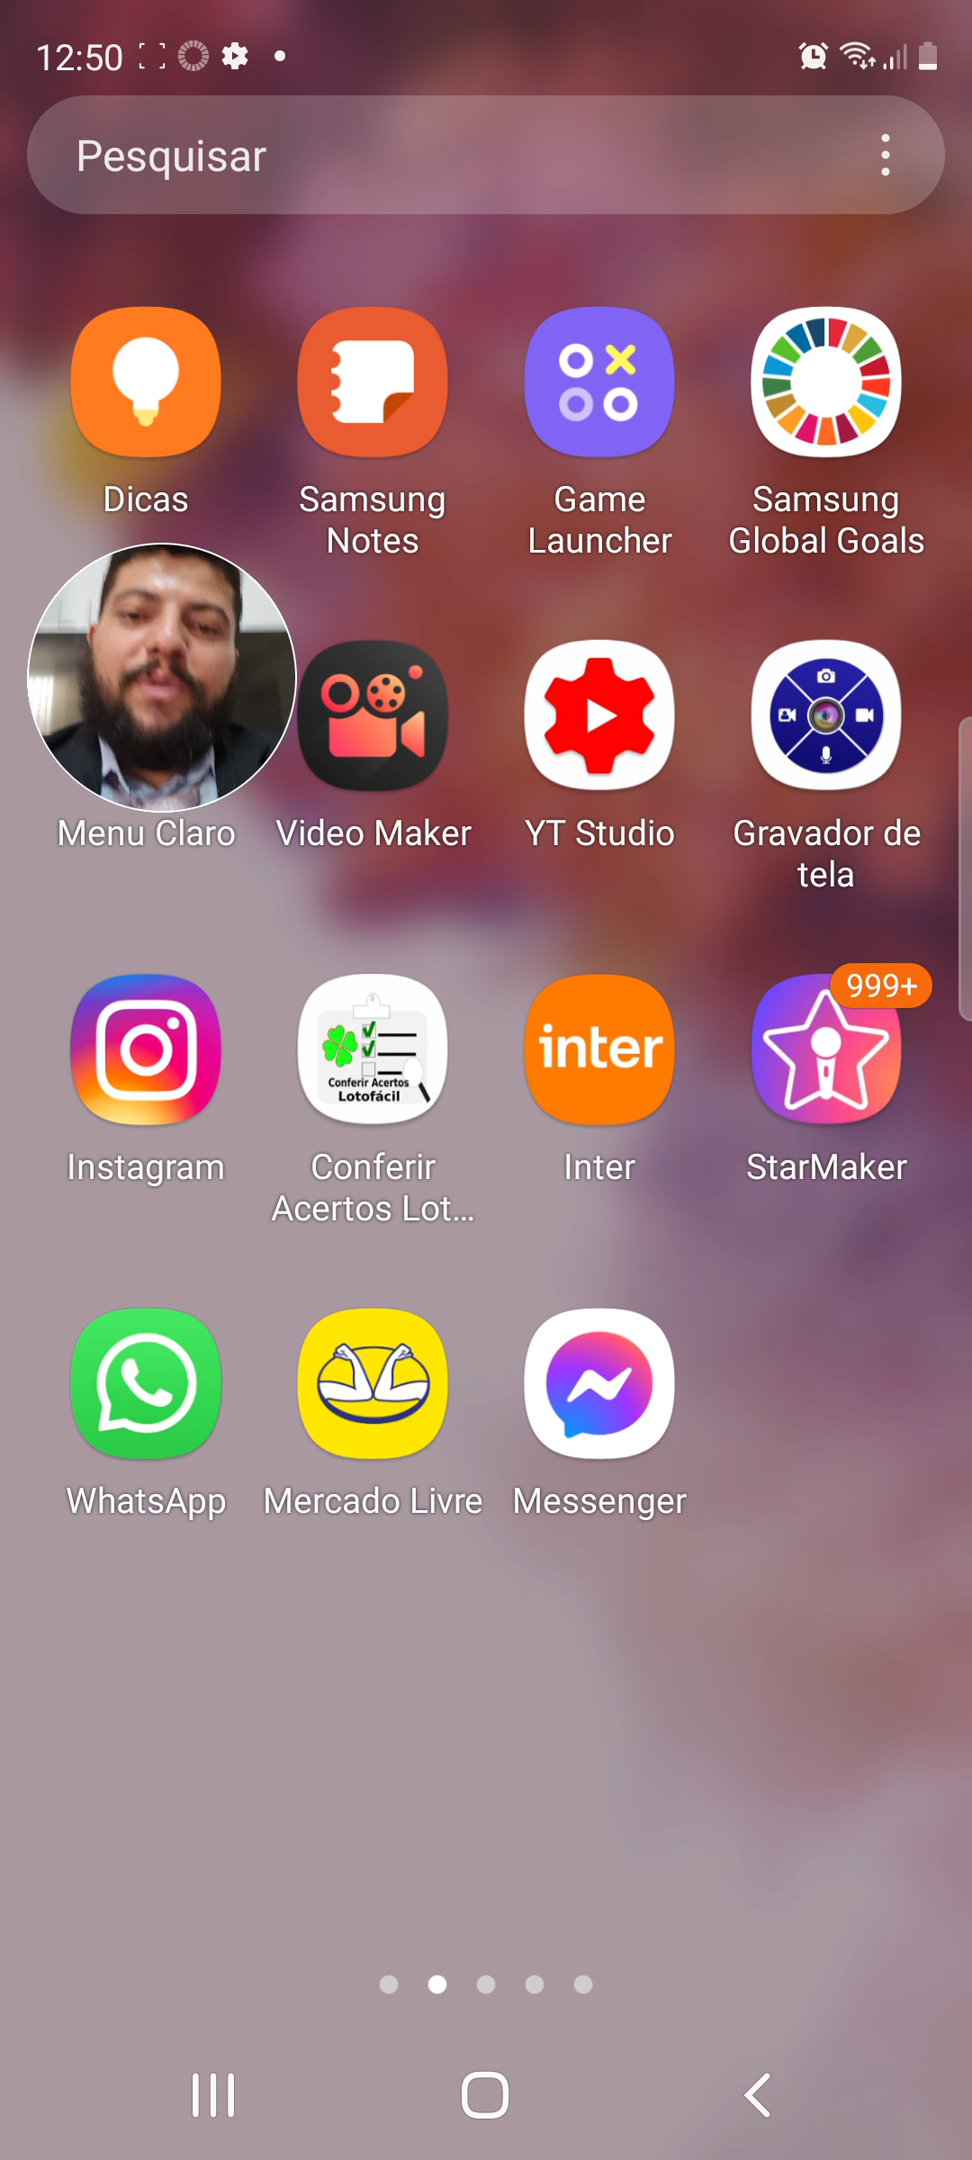 12:50
Pesquisar
Dicas
Samsung
Notes
Game
Launcher
Samsung
Global Goals
Menu Claro
Video Maker
YT Studio
Gravador de
tela
999+
Conferir Acertos
Lotofácil
inter
Instagram
Conferir
Acertos Lot...
Inter
StarMaker
WhatsApp
Mercado Livre
Messenger